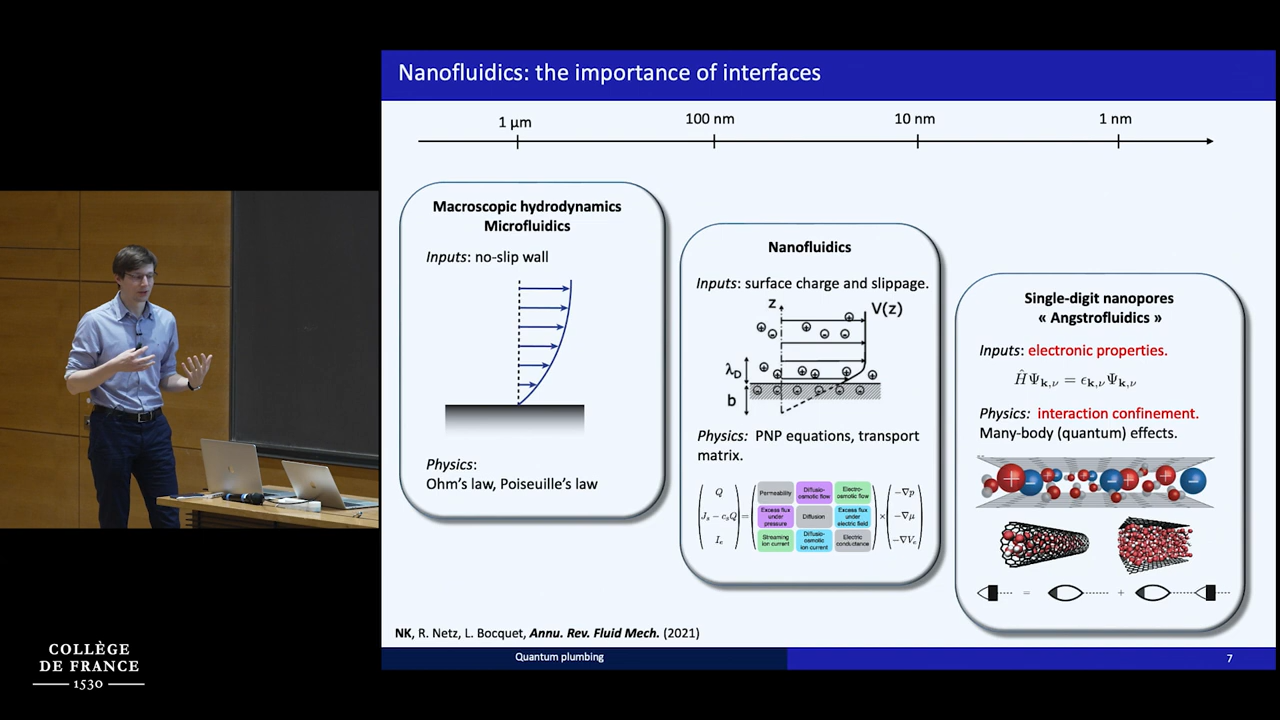 Nanofluidics: the importance of interfaces
1 µm
100 nm
10 nm
1 nm
Macroscopic hydrodynamics
Microfluidics
Inputs: no-slip wall
Physics:
Ohm's law, Poiseuille's law
Nanofluidics
Inputs: surface charge and slippage.
z
V(z)
λD
b
Physics: PNP equations, transport
matrix.
Q
Js − csQ
Ie
=
Permeability
Diffusio-
osmotic flow
Electro-
osmotic flow
Excess flux
under
pressure
Diffusion
Excess flux
under
electric field
Streaming
ion current
Diffusio-
osmotic
ion current
Electric
conductance
×
−∇p
−∇μ
−∇Ve
Single-digit nanopores
« Angstrofluidics »
Inputs: electronic properties.
ĤΨk,ν = ϵk,νΨk,ν
Physics: interaction confinement.
Many-body (quantum) effects.
= +
NK, R. Netz, L. Bocquet, Annu. Rev. Fluid Mech. (2021)
Quantum plumbing
7
COLLÈGE
DE FRANCE
1530